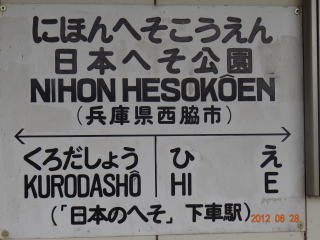 にほんへそこうえん
日本へそ公園
NIHON HESOKÔEN
(兵庫県西脇市)
くろだしょう ひ え
KURODASHÔ HI E
(「日本のへそ」下車駅)
2012 06 28